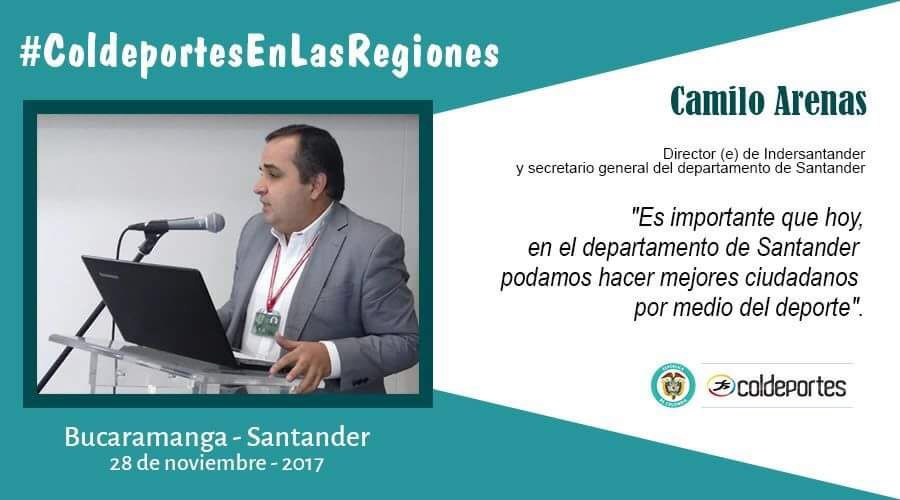 #ColdeportesEnLasRegiones
Camilo Arenas
Director (e) de Indersantander
y secretario general del departamento de Santander
"Es importante que hoy,
en el departamento de Santander
podamos hacer mejores ciudadanos
por medio del deporte".
coldeportes
Bucaramanga - Santander
28 de noviembre - 2017